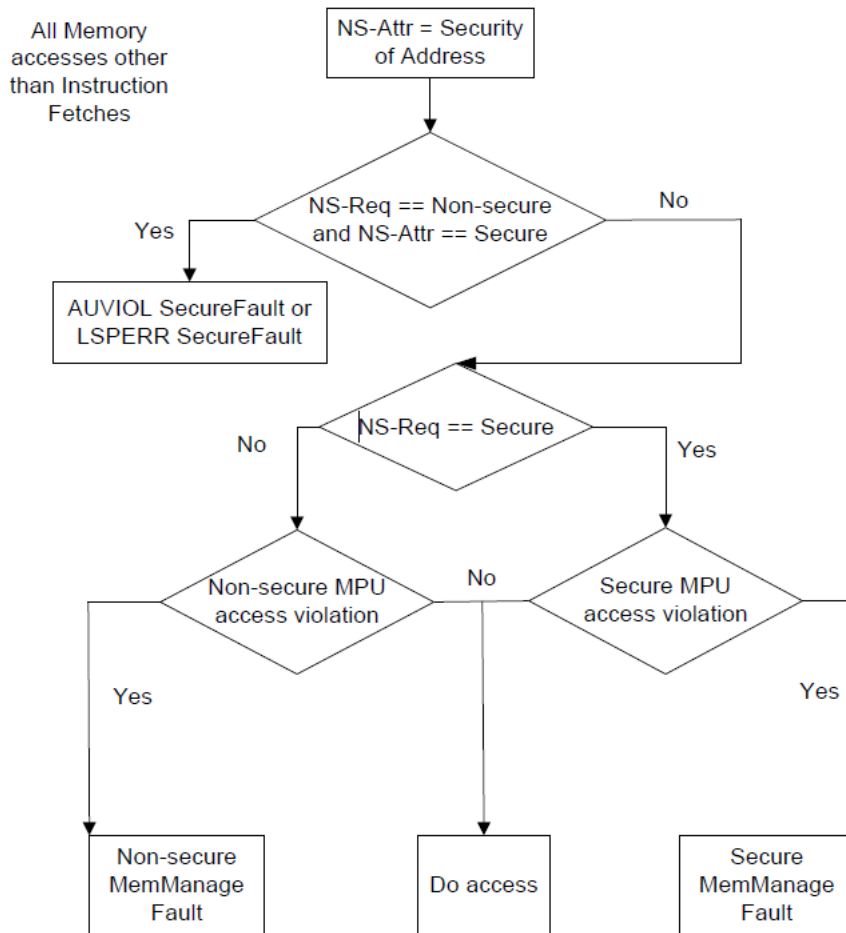 All Memory
accesses other
than Instruction
Fetches
NS-Attr = Security
of Address
NS-Req == Non-secure
and NS-Attr == Secure
Yes
No
AUVIOL SecureFault or
LSPERR SecureFault
NS-Req == Secure
No
Yes
Non-secure MPU
access violation
No
Secure MPU
access violation
Yes
Yes
Non-secure
MemManage
Fault
Do access
Secure
MemManage
Fault